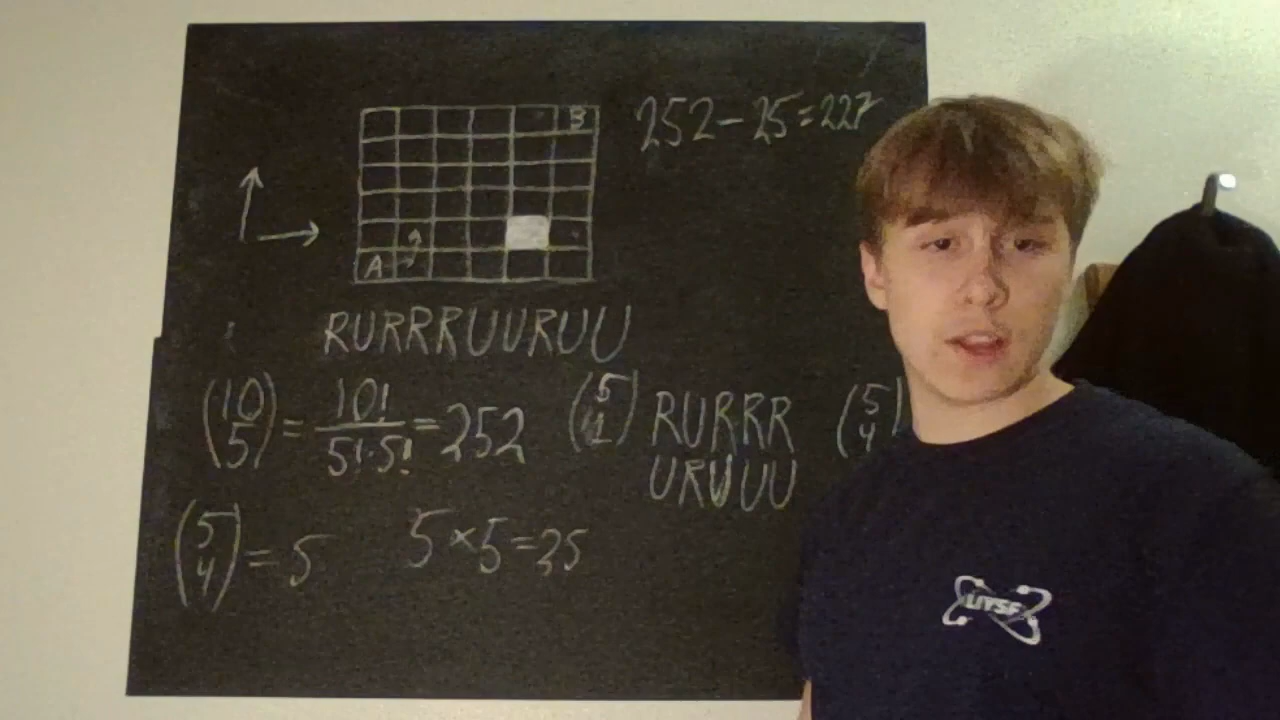 B
252-25=227
A
RURRRUURUU
(10 5)=10!/5!·5!=252
(5 1) RURRR (5 4)
URUUU
(5 4)=5 5×5=25
LIYSF